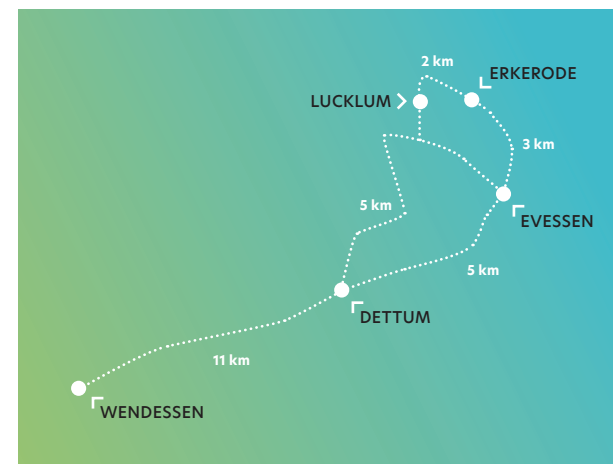 2 km
ERKERODE
LUCKLUM
3 km
5 km
EVESSEN
5 km
DETTUM
11 km
WENDESSEN